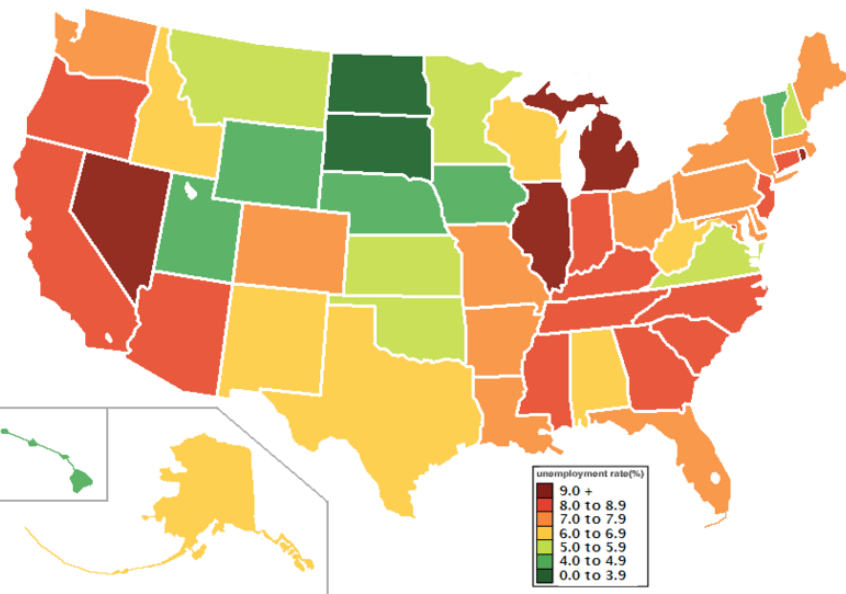 unemployment rate(%)
9.0 +
8.0 to 8.9
7.0 to 7.9
6.0 to 6.9
5.0 to 5.9
4.0 to 4.9
0.0 to 3.9